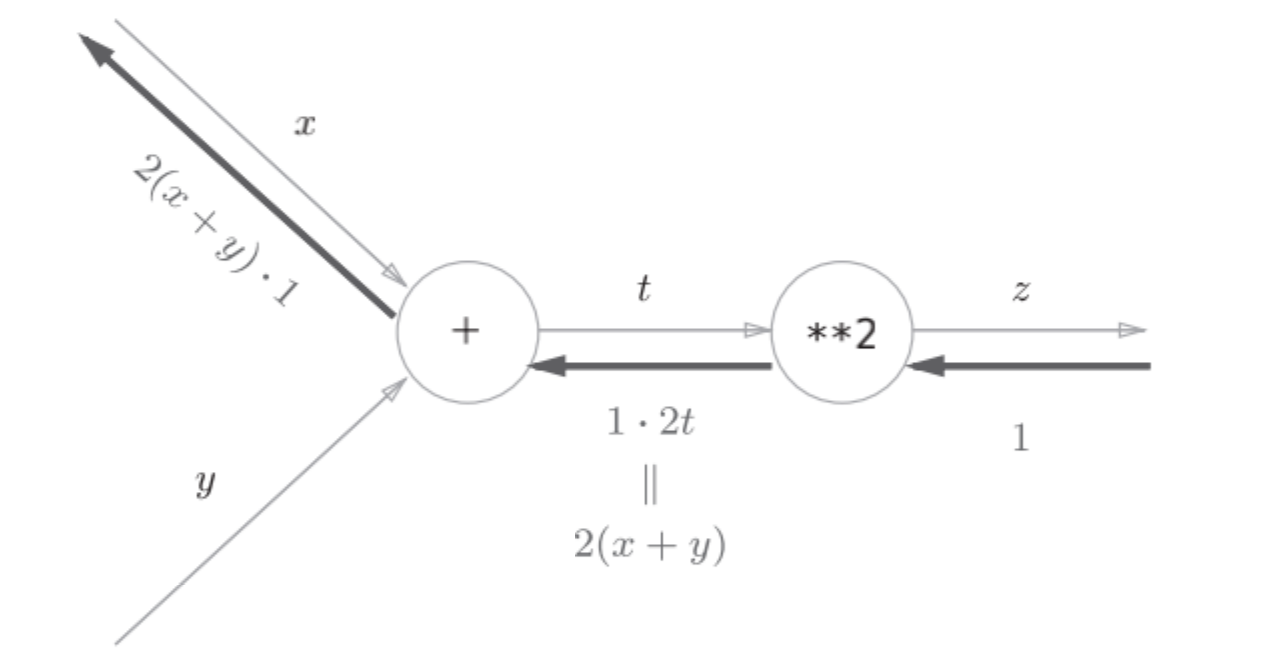 x
2(x + y) · 1
+
t
**2
z
1 · 2t
||
2(x + y)
1
y